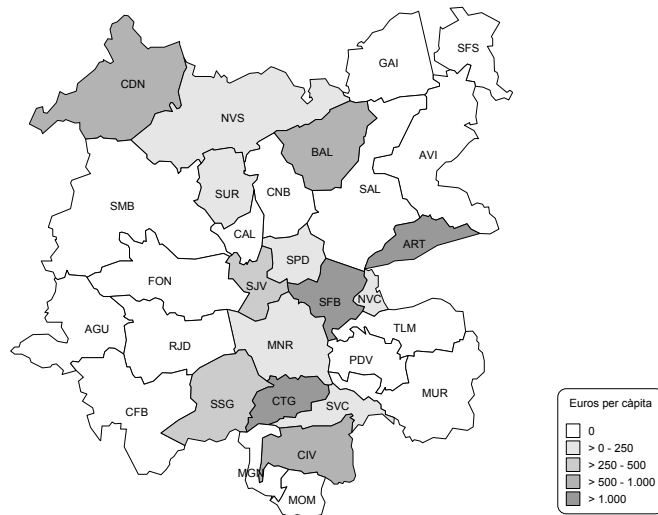 SFS
GAI
CDN
NVS
BAL
AVI
SUR
CNB
SAL
SMB
CAL
ART
SPD
FON
SJV
SFB
NVC
AGU
TLM
RJD
MNR
PDV
MUR
SSG
CTG
SVC
CFB
CIV
MGN
MOM
Euros per càpita
0
> 0 - 250
> 250 - 500
> 500 - 1.000
> 1.000